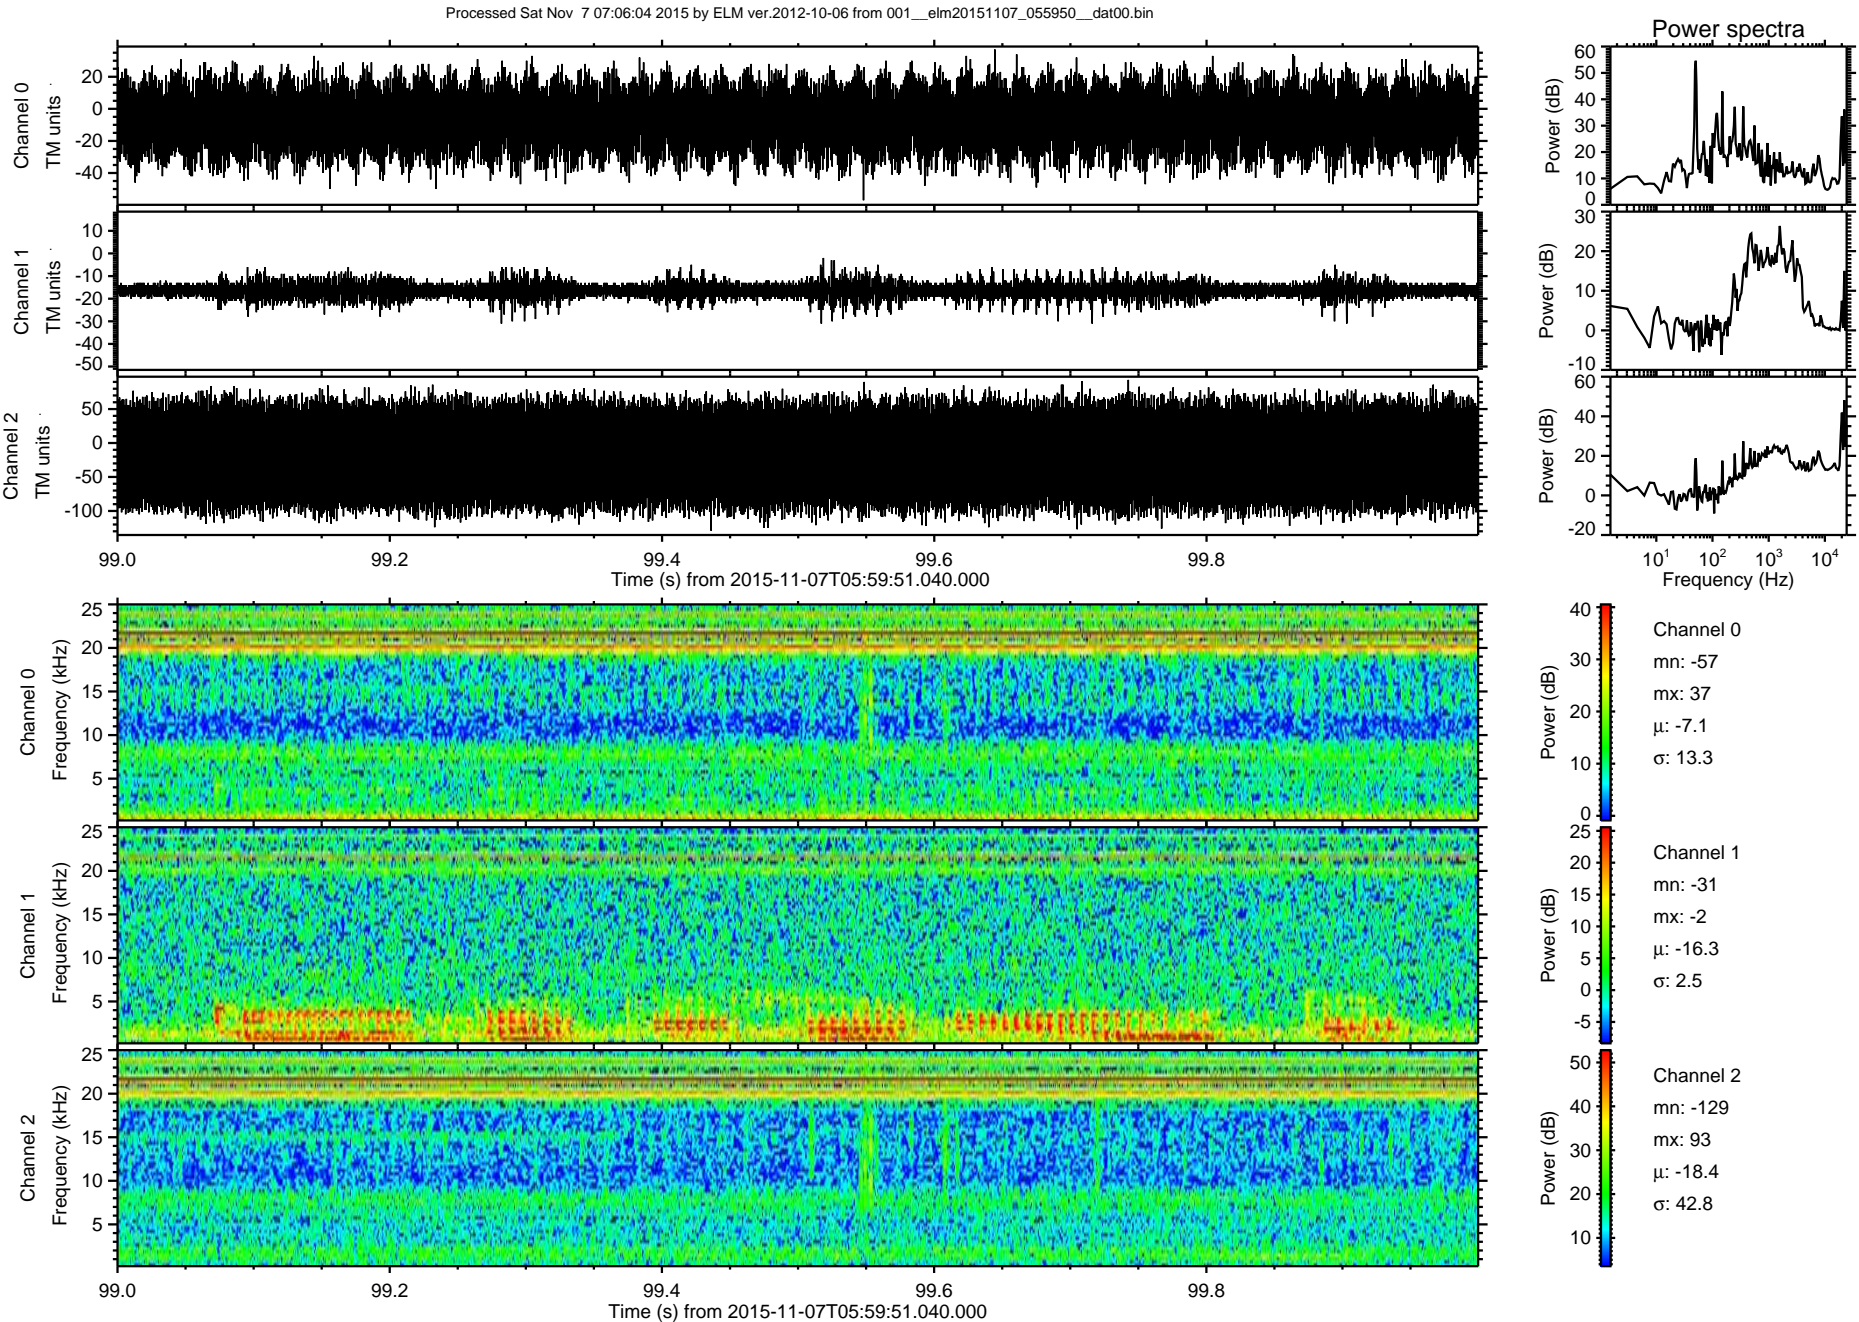 Processed Sat Nov 7 07:06:04 2015 by ELM ver.2012-10-06 from 001__elm20151107_055950__dat00.bin
Power spectra
Channel 0
TM units
20
0
-20
-40
Power (dB)
60
50
40
30
20
10
0
Channel 1
TM units
10
0
-10
-20
-30
-40
-50
Power (dB)
30
20
10
0
-10
Channel 2
TM units
50
0
-50
-100
Power (dB)
60
40
20
0
-20
99.0 99.2 99.4 99.6 99.8
Time (s) from 2015-11-07T05:59:51.040.000
10^1 10^2 10^3 10^4
Frequency (Hz)
Channel 0
Frequency (kHz)
25
20
15
10
5
Power (dB)
40
30
20
10
0
Channel 0
mn: -57
mx: 37
μ: -7.1
σ: 13.3
Channel 1
Frequency (kHz)
25
20
15
10
5
Power (dB)
25
20
15
10
5
0
-5
Channel 1
mn: -31
mx: -2
μ: -16.3
σ: 2.5
Channel 2
Frequency (kHz)
25
20
15
10
5
Power (dB)
50
40
30
20
10
Channel 2
mn: -129
mx: 93
μ: -18.4
σ: 42.8
99.0 99.2 99.4 99.6 99.8
Time (s) from 2015-11-07T05:59:51.040.000